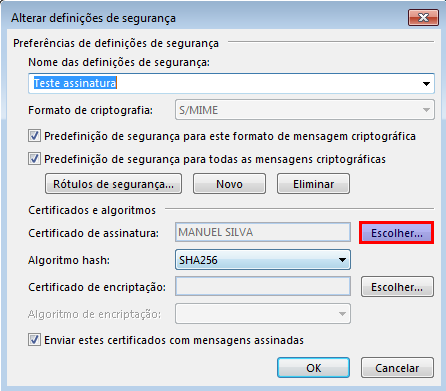 Alterar definições de segurança
Preferências de definições de segurança
Nome das definições de segurança:
Teste assinatura
Formato de criptografia: S/MIME
Predefinição de segurança para este formato de mensagem criptográfica
Predefinição de segurança para todas as mensagens criptográficas
Rótulos de segurança... Novo Eliminar
Certificados e algoritmos
Certificado de assinatura: MANUEL SILVA Escolher...
Algoritmo hash: SHA256
Certificado de encriptação: Escolher...
Algoritmo de encriptação:
Enviar estes certificados com mensagens assinadas
OK Cancelar